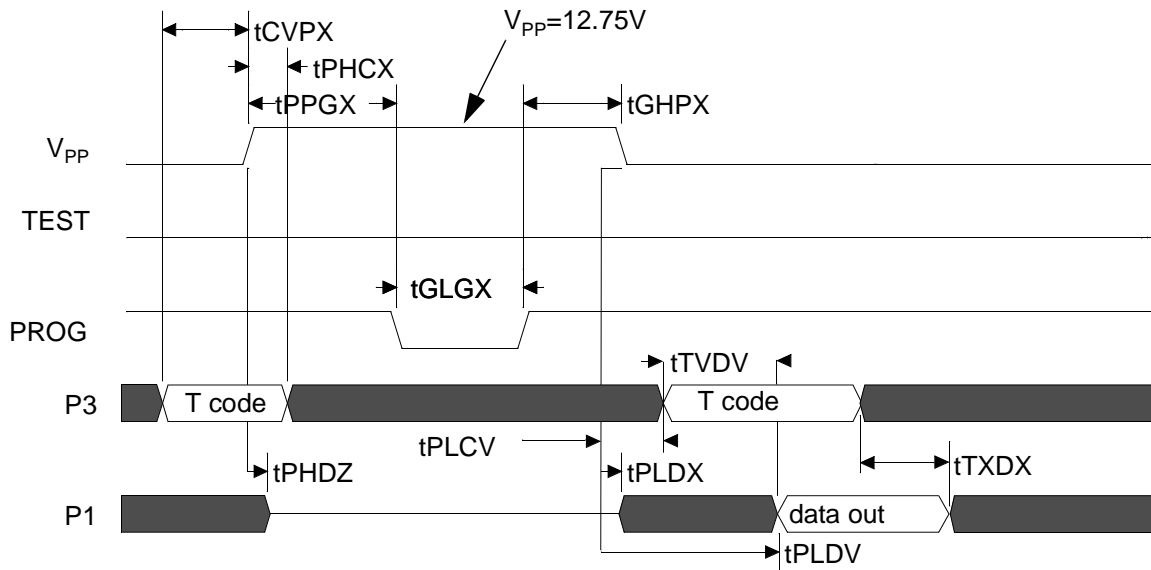 tCVPX
V_PP=12.75V
tPHCX
tPPGX
tGHPX
V_PP
TEST
tGLGX
PROG
tTVDV
P3
T code
T code
tPLCV
tPHDZ
tPLDX
tTXDX
P1
data out
tPLDV